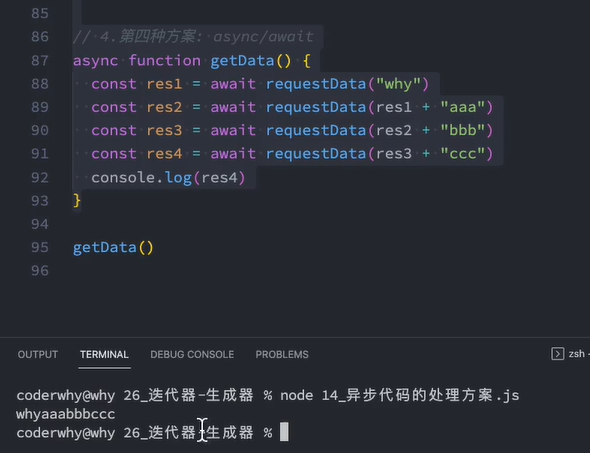 85
86 // 4.第四种方案: async/await
87 async function getData() {
88 const res1 = await requestData("why")
89 const res2 = await requestData(res1 + "aaa")
90 const res3 = await requestData(res2 + "bbb")
91 const res4 = await requestData(res3 + "ccc")
92 console.log(res4)
93 }
94
95 getData()
96
OUTPUT TERMINAL DEBUG CONSOLE PROBLEMS zsh
coderwhy@why 26_迭代器-生成器 % node 14_异步代码的处理方案.js
whyaaabbbccc
coderwhy@why 26_迭代器-生成器 %